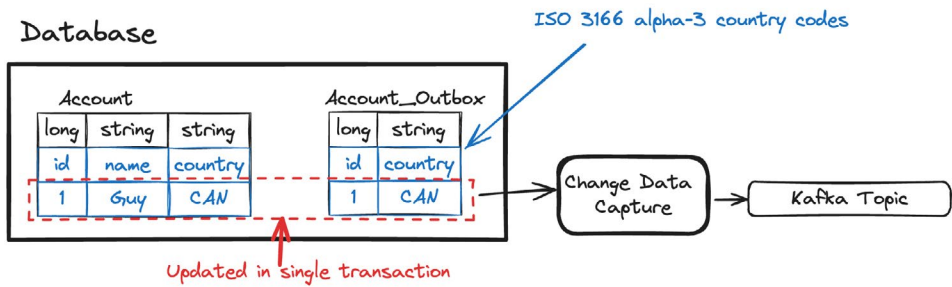 ISO 3166 alpha-3 country codes
Database
Account
long string string
id name country
1 Guy CAN
Account_Outbox
long string
id country
1 CAN
Change Data
Capture
Kafka Topic
Updated in single transaction